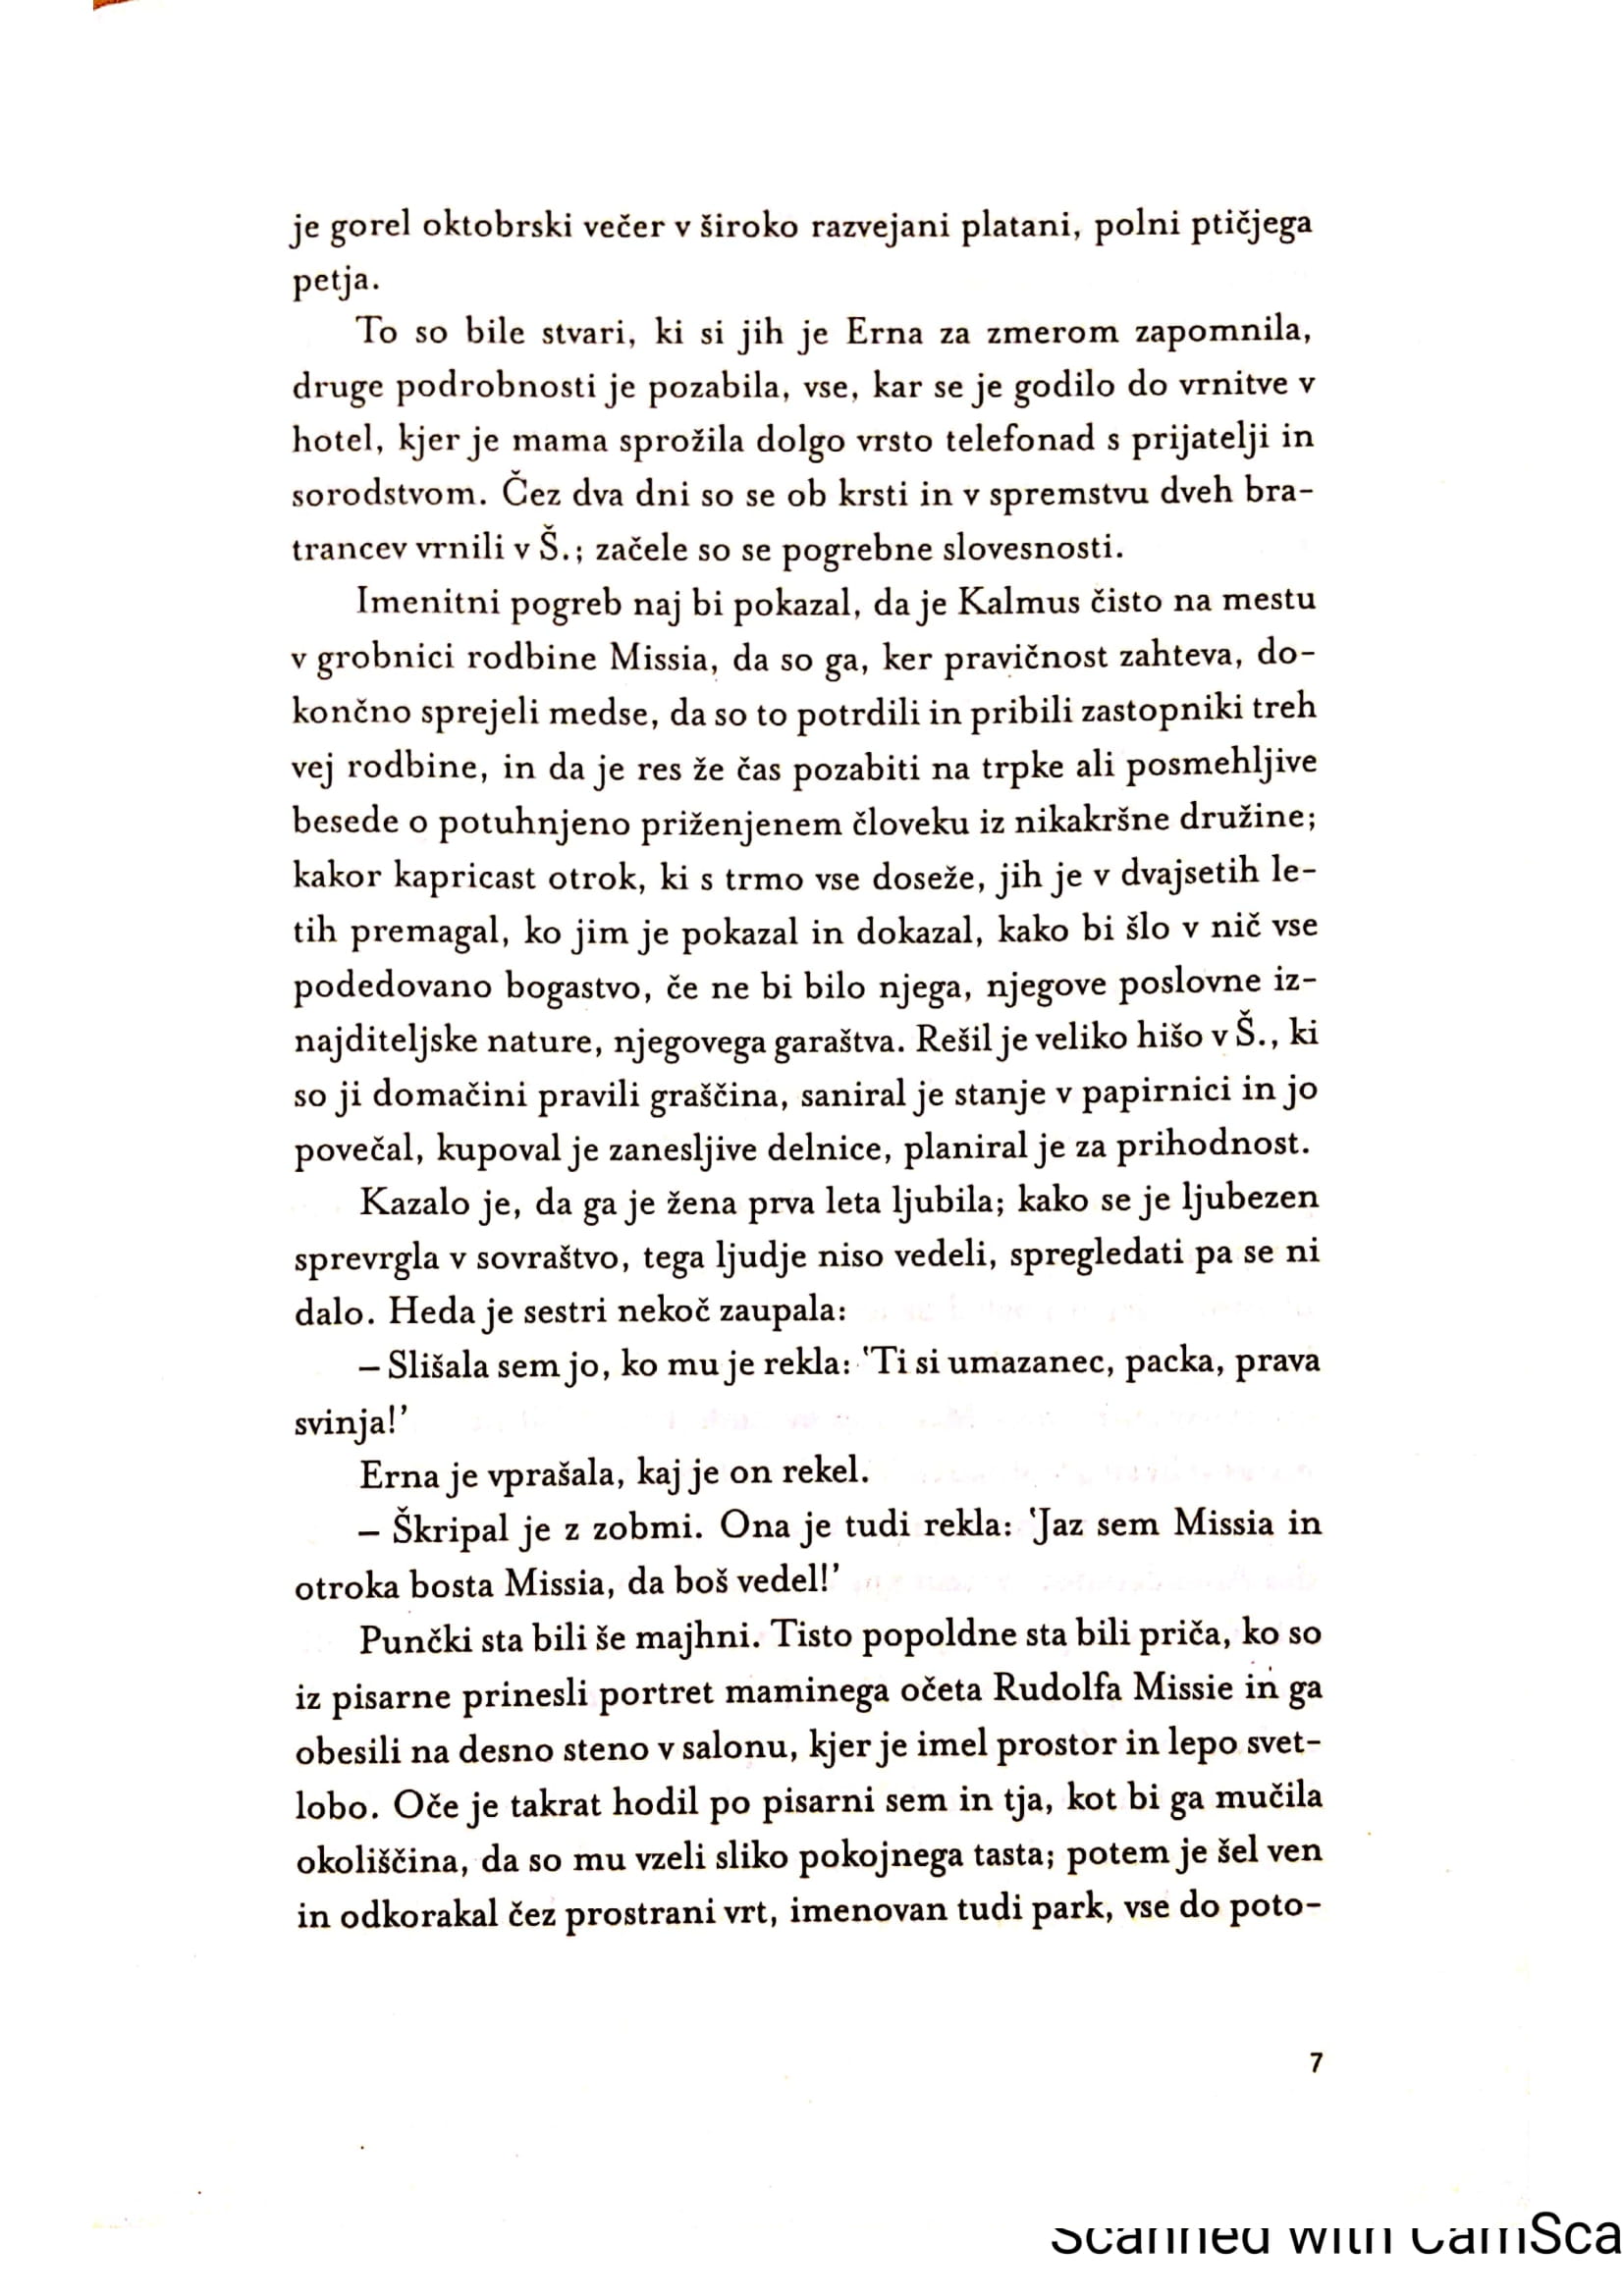 je gorel oktobrski večer v široko razvejani platani, polni ptičjega
petja.
To so bile stvari, ki si jih je Erna za zmerom zapomnila,
druge podrobnosti je pozabila, vse, kar se je godilo do vrnitve v
hotel, kjer je mama sprožila dolgo vrsto telefonad s prijatelji in
sorodstvom. Čez dva dni so se ob krsti in v spremstvu dveh bra-
trancev vrnili v Š.; začele so se pogrebne slovesnosti.
Imenitni pogreb naj bi pokazal, da je Kalmus čisto na mestu
v grobnici rodbine Missia, da so ga, ker pravičnost zahteva, do-
končno sprejeli medse, da so to potrdili in pribili zastopniki treh
vej rodbine, in da je res že čas pozabiti na trpke ali posmehljive
besede o potuhnjeno priženjenem človeku iz nikakršne družine;
kakor kapricast otrok, ki s trmo vse doseže, jih je v dvajsetih le-
tih premagal, ko jim je pokazal in dokazal, kako bi šlo v nič vse
podedovano bogastvo, če ne bi bilo njega, njegove poslovne iz-
najditeljske nature, njegovega garaštva. Rešil je veliko hišo v Š., ki
so ji domačini pravili graščina, saniral je stanje v papirnici in jo
povečal, kupoval je zanesljive delnice, planiral je za prihodnost.
Kazalo je, da ga je žena prva leta ljubila; kako se je ljubezen
sprevrgla v sovraštvo, tega ljudje niso vedeli, spregledati pa se ni
dalo. Heda je sestri nekoč zaupala:
– Slišala sem jo, ko mu je rekla: ‛Ti si umazanec, packa, prava
svinja!’
Erna je vprašala, kaj je on rekel.
– Škripal je z zobmi. Ona je tudi rekla: ‛Jaz sem Missia in
otroka bosta Missia, da boš vedel!’
Punčki sta bili še majhni. Tisto popoldne sta bili priča, ko so
iz pisarne prinesli portret maminega očeta Rudolfa Missie in ga
obesili na desno steno v salonu, kjer je imel prostor in lepo svet-
lobo. Oče je takrat hodil po pisarni sem in tja, kot bi ga mučila
okoliščina, da so mu vzeli sliko pokojnega tasta; potem je šel ven
in odkorakal čez prostrani vrt, imenovan tudi park, vse do poto-
7
Scanned with CamSca